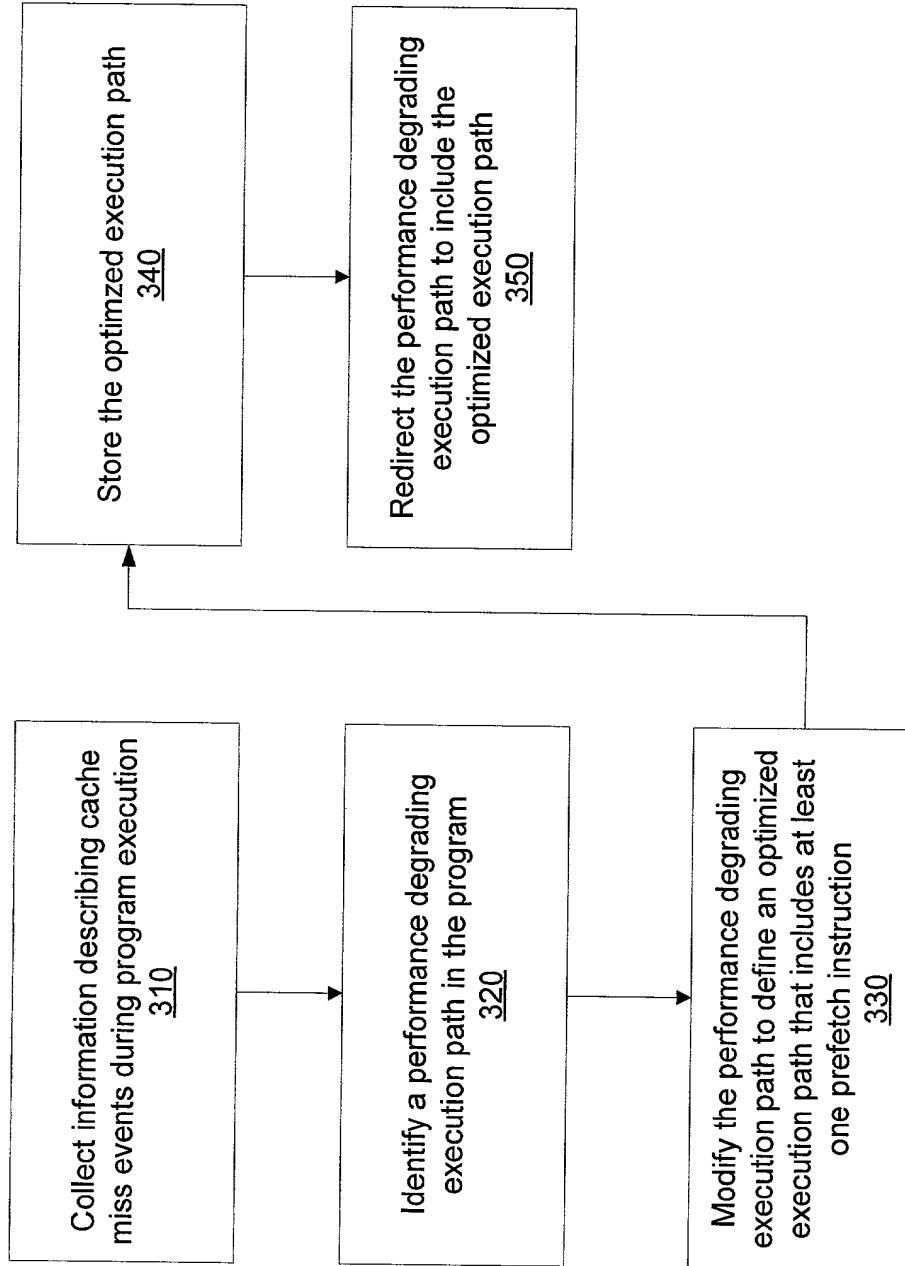 Collect information describing cache
miss events during program execution
310
Identify a performance degrading
execution path in the program
320
Modify the performance degrading
execution path to define an optimized
execution path that includes at least
one prefetch instruction
330
Store the optimzed execution path
340
Redirect the performance degrading
execution path to include the
optimized execution path
350